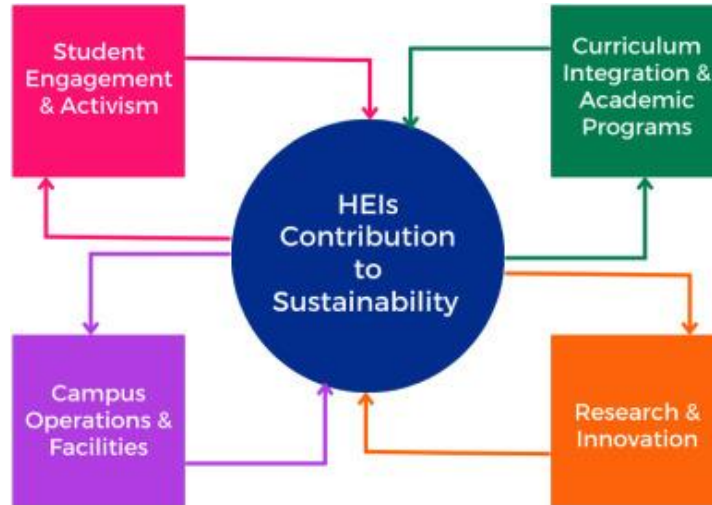 Student
Engagement
& Activism
Curriculum
Integration &
Academic
Programs
HEIs
Contribution
to
Sustainability
Campus
Operations &
Facilities
Research &
Innovation